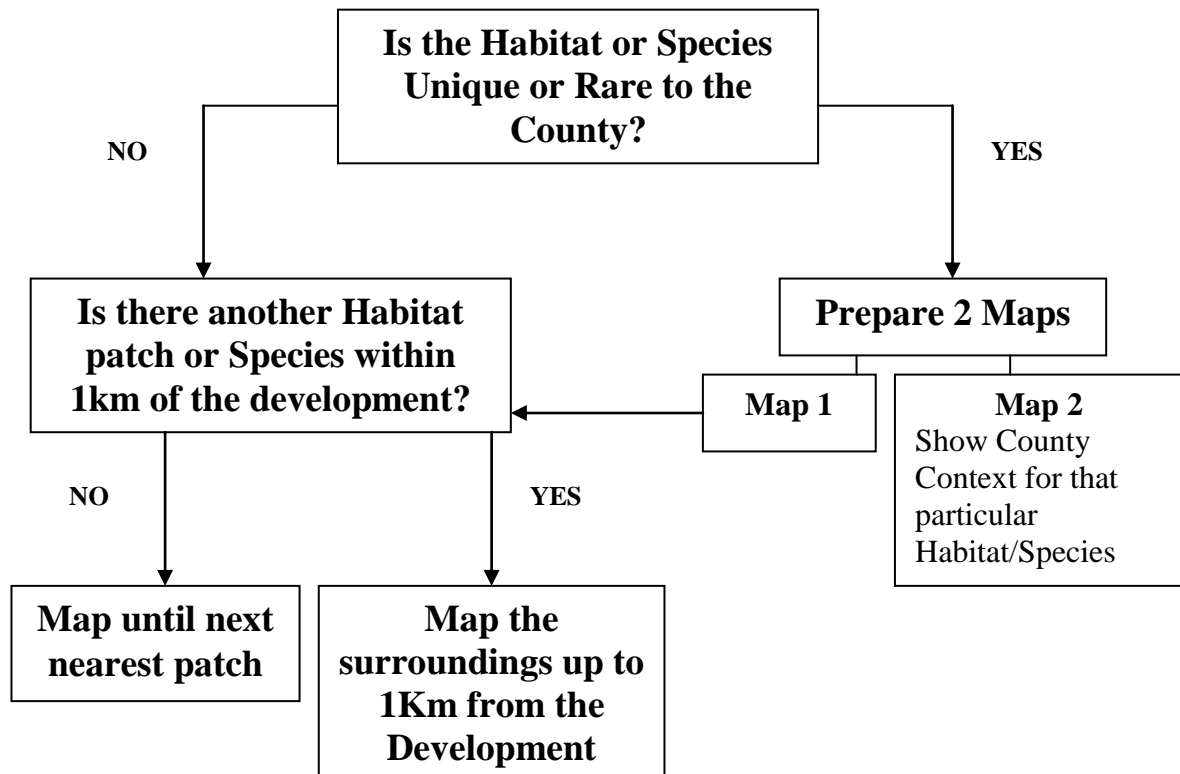 Is the Habitat or Species
Unique or Rare to the
County?
NO
YES
Is there another Habitat
patch or Species within
1km of the development?
Prepare 2 Maps
Map 1
Map 2
Show County
Context for that
particular
Habitat/Species
NO
YES
Map until next
nearest patch
Map the
surroundings up to
1Km from the
Development